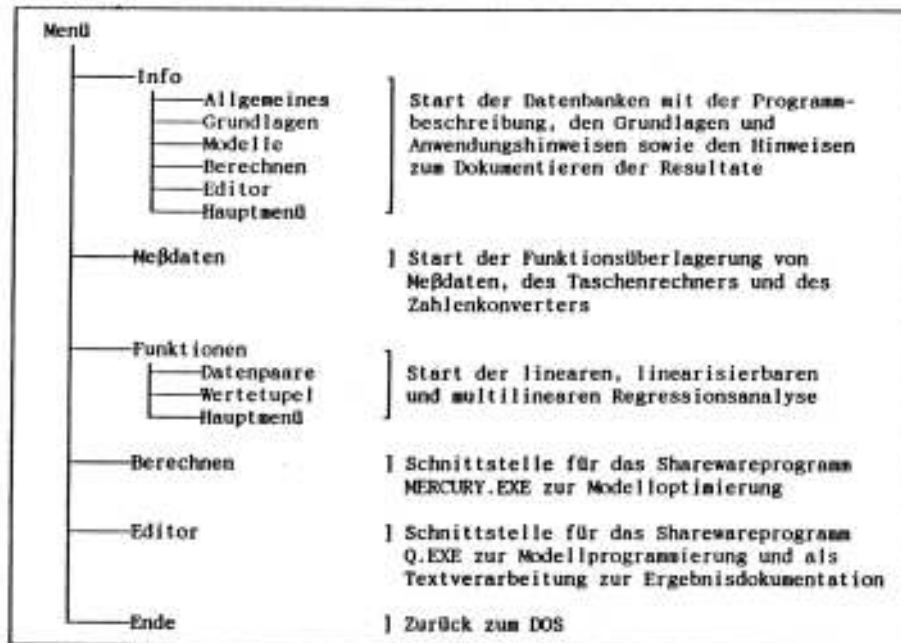 Menü
Info
Allgemeines
Grundlagen
Modelle
Berechnen
Editor
Hauptmenü
] Start der Datenbanken mit der Programm-
beschreibung, den Grundlagen und
Anwendungshinweisen sowie den Hinweisen
zum Dokumentieren der Resultate
Meßdaten ] Start der Funktionsüberlagerung von
Meßdaten, des Taschenrechners und des
Zahlenkonverters
Funktionen
Datenpaare
Wertetupel
Hauptmenü
] Start der linearen, linearisierbaren
und multilinearen Regressionsanalyse
Berechnen ] Schnittstelle für das Sharewareprogramm
MERCURY.EXE zur Modelloptimierung
Editor ] Schnittstelle für das Sharewareprogramm
Q.EXE zur Modellprogrammierung und als
Textverarbeitung zur Ergebnisdokumentation
Ende ] Zurück zum DOS